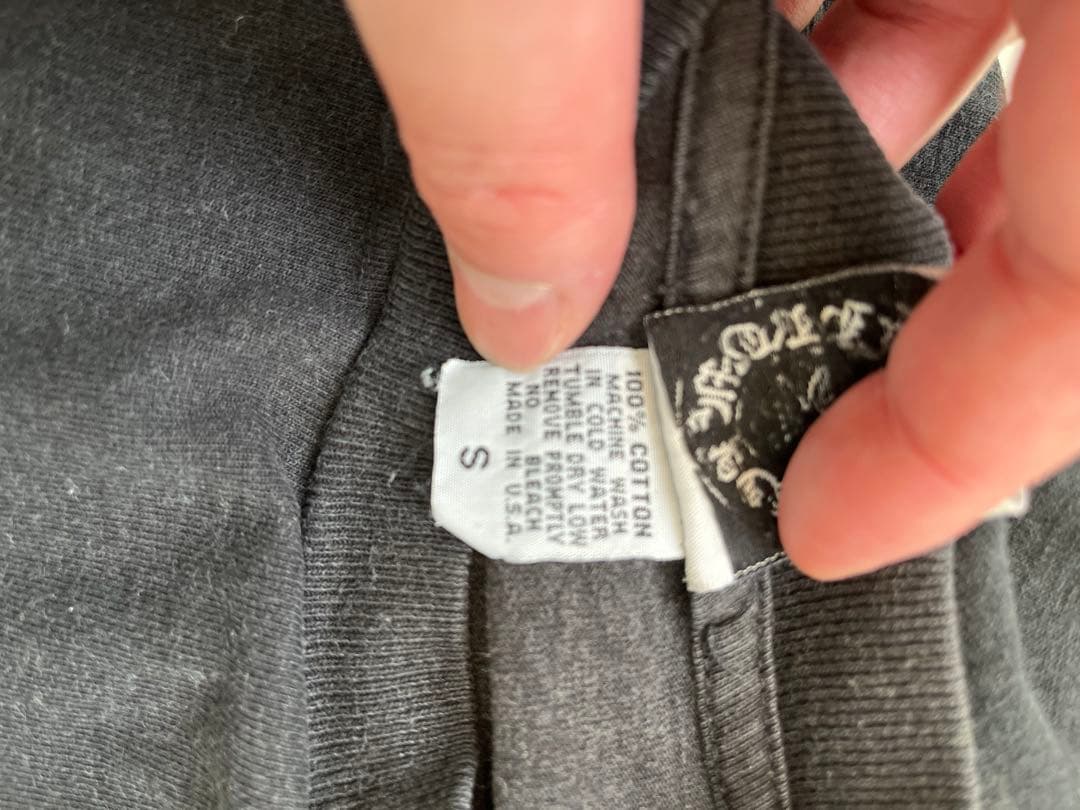 100% COTTON
MACHINE WASH
IN COLD WATER
TUMBLE DRY LOW
REMOVE PROMPTLY
NO BLEACH
MADE IN U.S.A.
S